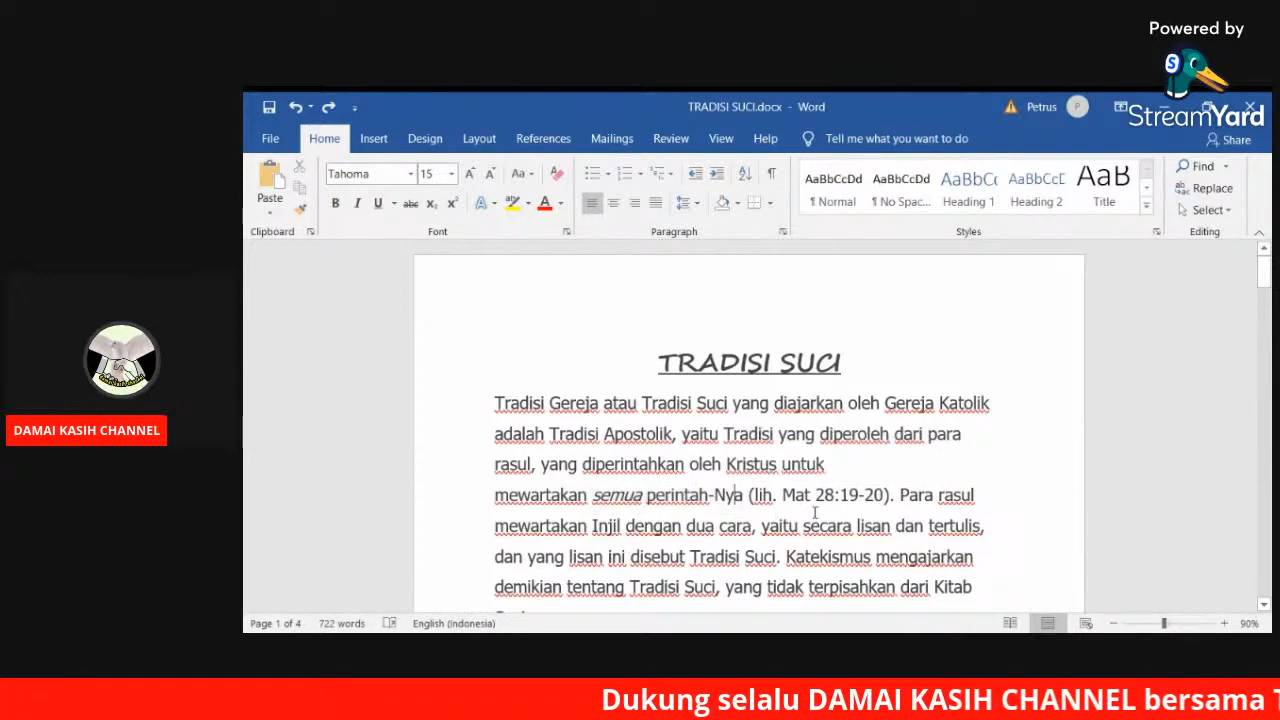 Powered by
StreamYard
TRADISI SUCI.docx - Word
Petrus
P
File Home Insert Design Layout References Mailings Review View Help Tell me what you want to do
Share
Paste
Clipboard
Tahoma 15
Font
Paragraph
AaBbCcDd AaBbCcDd AaBbCc AaBbCcD AaB
¶ Normal ¶ No Spac... Heading 1 Heading 2 Title
Styles
Find
Replace
Select
Editing
TRADISI SUCI
Tradisi Gereja atau Tradisi Suci yang diajarkan oleh Gereja Katolik
adalah Tradisi Apostolik, yaitu Tradisi yang diperoleh dari para
rasul, yang diperintahkan oleh Kristus untuk
mewartakan semua perintah-Nya (lih. Mat 28:19-20). Para rasul
mewartakan Injil dengan dua cara, yaitu secara lisan dan tertulis,
dan yang lisan ini disebut Tradisi Suci. Katekismus mengajarkan
demikian tentang Tradisi Suci, yang tidak terpisahkan dari Kitab
Page 1 of 4 722 words English (Indonesia) 90%
DAMAI KASIH CHANNEL
Dukung selalu DAMAI KASIH CHANNEL bersama